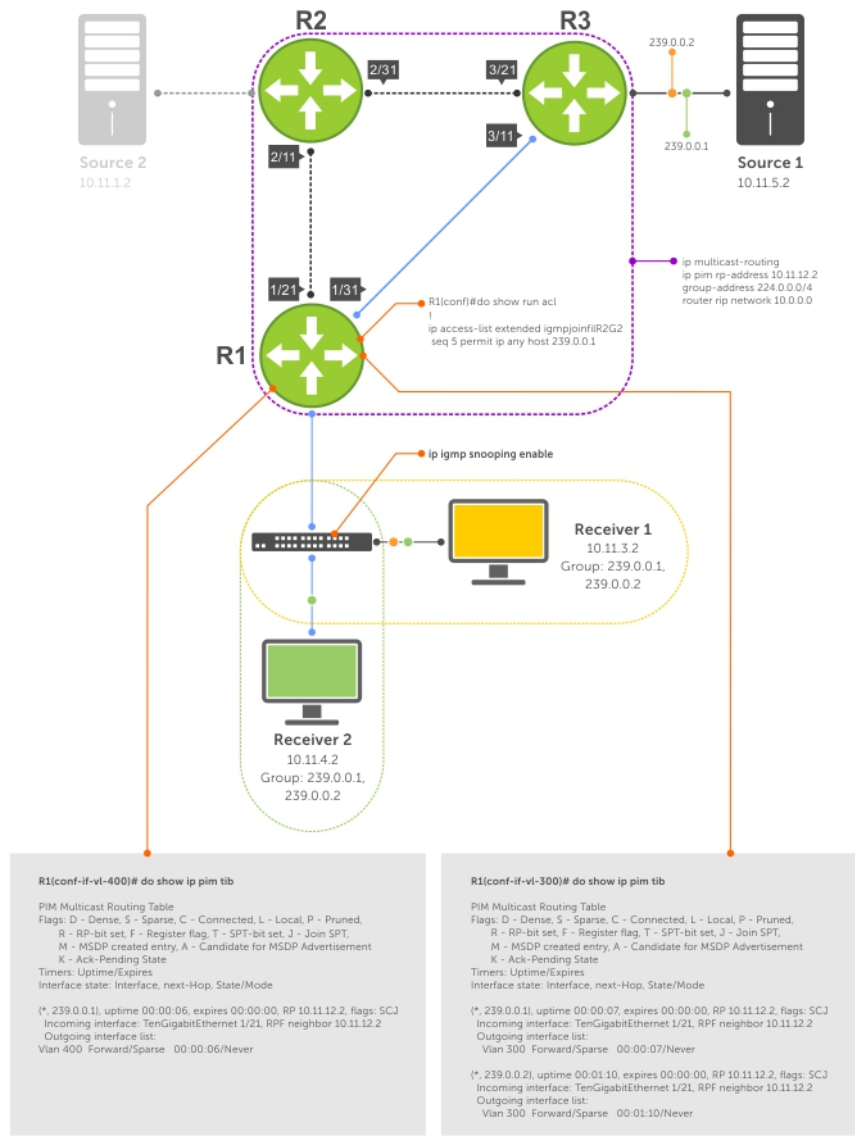 R2
R3
239.0.0.2
2/31
3/21
3/11
239.0.0.1
Source 2
10.11.1.2
2/11
Source 1
10.11.5.2
ip multicast-routing
ip pim rp-address 10.11.12.2
group-address 224.0.0.0/4
router rip network 10.0.0.0
1/21
1/31
R1(conf)#do show run acl
!
ip access-list extended igmpjoinfilR2G2
seq 5 permit ip any host 239.0.0.1
R1
ip igmp snooping enable
Receiver 1
10.11.3.2
Group: 239.0.0.1,
239.0.0.2
Receiver 2
10.11.4.2
Group: 239.0.0.1,
239.0.0.2
R1(conf-if-vl-400)# do show ip pim tib
PIM Multicast Routing Table
Flags: D - Dense, S - Sparse, C - Connected, L - Local, P - Pruned,
R - RP-bit set, F - Register flag, T - SPT-bit set, J - Join SPT,
M - MSDP created entry, A - Candidate for MSDP Advertisement
K - Ack-Pending State
Timers: Uptime/Expires
Interface state: Interface, next-Hop, State/Mode
(*, 239.0.0.1), uptime 00:00:06, expires 00:00:00, RP 10.11.12.2, flags: SCJ
Incoming interface: TenGigabitEthernet 1/21, RPF neighbor 10.11.12.2
Outgoing interface list:
Vlan 400 Forward/Sparse 00:00:06/Never
R1(conf-if-vl-300)# do show ip pim tib
PIM Multicast Routing Table
Flags: D - Dense, S - Sparse, C - Connected, L - Local, P - Pruned,
R - RP-bit set, F - Register flag, T - SPT-bit set, J - Join SPT,
M - MSDP created entry, A - Candidate for MSDP Advertisement
K - Ack-Pending State
Timers: Uptime/Expires
Interface state: Interface, next-Hop, State/Mode
(*, 239.0.0.1), uptime 00:00:07, expires 00:00:00, RP 10.11.12.2, flags: SCJ
Incoming interface: TenGigabitEthernet 1/21, RPF neighbor 10.11.12.2
Outgoing interface list:
Vlan 300 Forward/Sparse 00:00:07/Never
(*, 239.0.0.2), uptime 00:01:10, expires 00:00:00, RP 10.11.12.2, flags: SCJ
Incoming interface: TenGigabitEthernet 1/21, RPF neighbor 10.11.12.2
Outgoing interface list:
Vlan 300 Forward/Sparse 00:01:10/Never